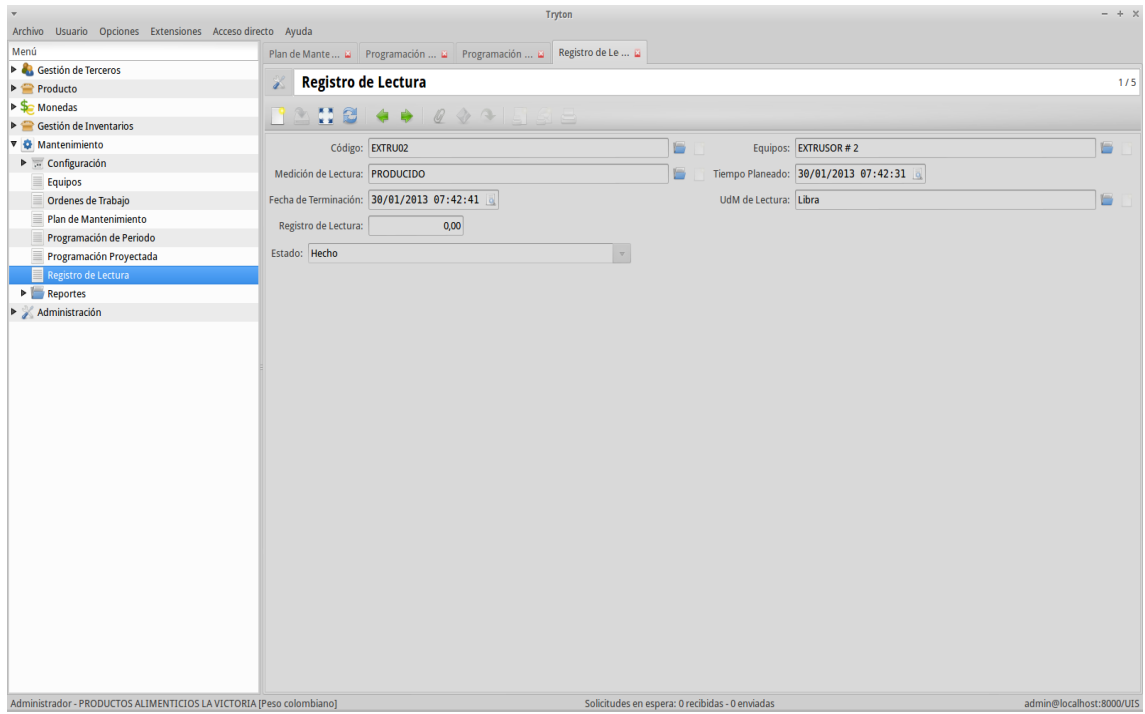 Tryton
Archivo Usuario Opciones Extensiones Acceso directo Ayuda
Menú
Gestión de Terceros
Producto
Monedas
Gestión de Inventarios
Mantenimiento
Configuración
Equipos
Ordenes de Trabajo
Plan de Mantenimiento
Programación de Periodo
Programación Proyectada
Registro de Lectura
Reportes
Administración
Plan de Mante ... Programación ... Programación ... Registro de Le ...
Registro de Lectura 1 / 5
Código: EXTRU02 Equipos: EXTRUSOR # 2
Medición de Lectura: PRODUCIDO Tiempo Planeado: 30/01/2013 07:42:31
Fecha de Terminación: 30/01/2013 07:42:41 UdM de Lectura: Libra
Registro de Lectura: 0,00
Estado: Hecho
Administrador - PRODUCTOS ALIMENTICIOS LA VICTORIA [Peso colombiano] Solicitudes en espera: 0 recibidas - 0 enviadas admin@localhost:8000/UIS